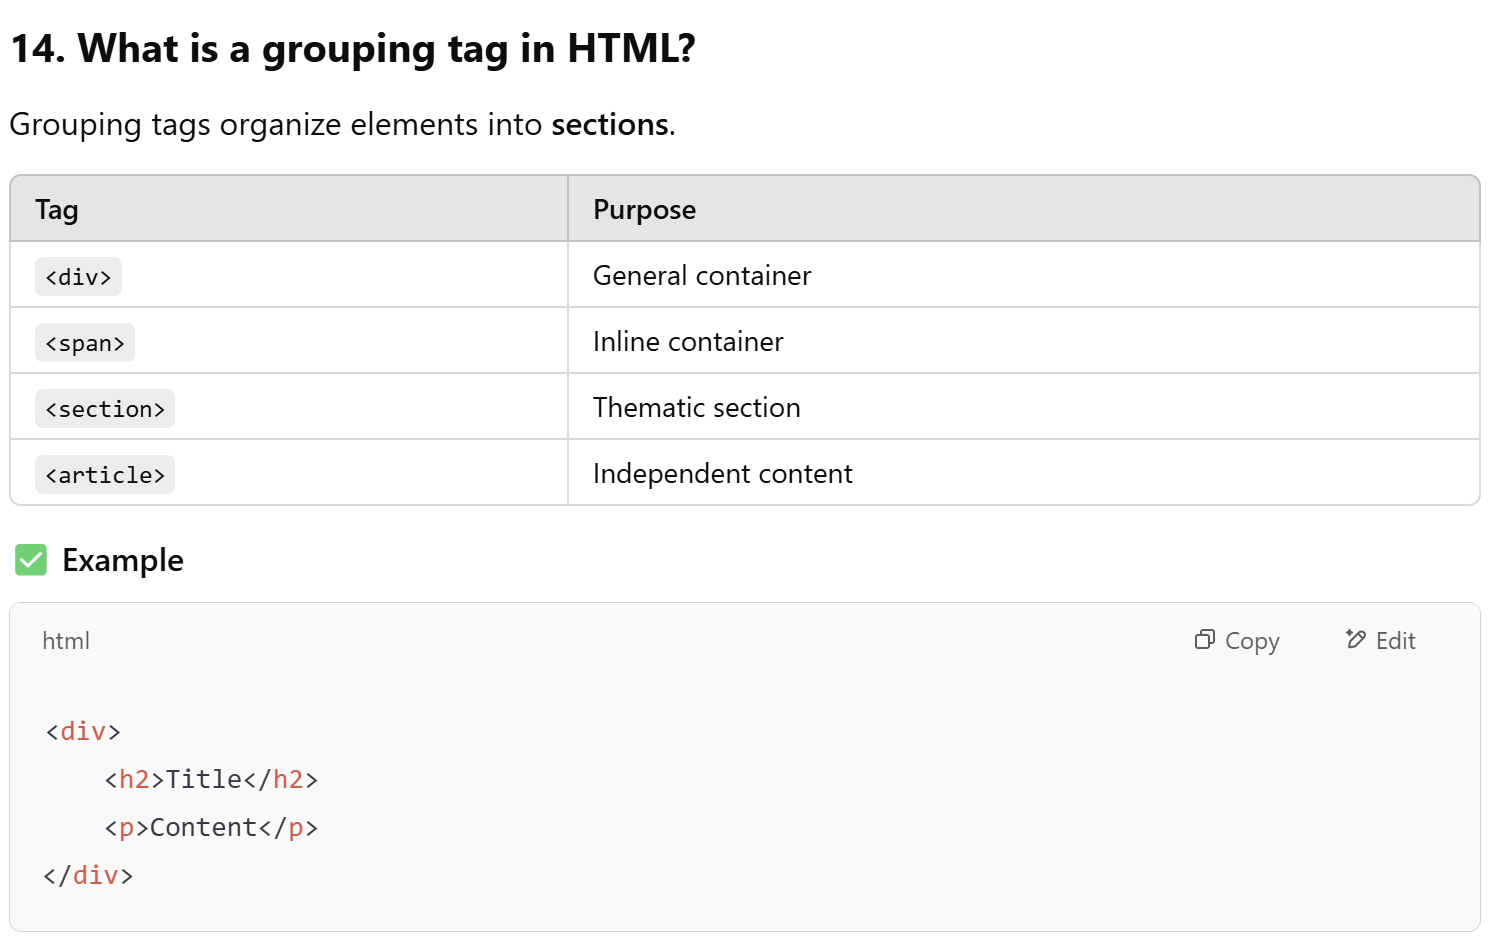 14. What is a grouping tag in HTML?
Grouping tags organize elements into sections.
Tag Purpose
<div> General container
<span> Inline container
<section> Thematic section
<article> Independent content
✅ Example
html Copy Edit
<div>
    <h2>Title</h2>
    <p>Content</p>
</div>